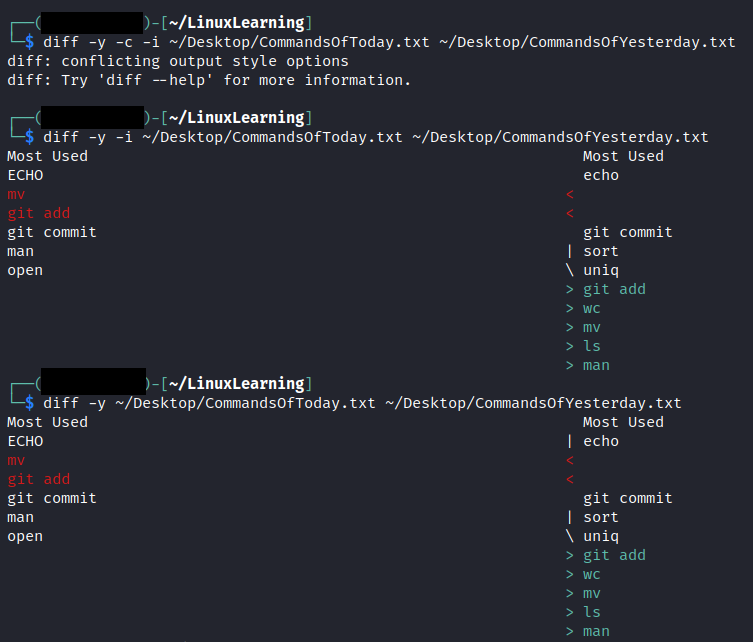 ┌──(          )-[~/LinuxLearning]
└─$ diff -y -c -i ~/Desktop/CommandsOfToday.txt ~/Desktop/CommandsOfYesterday.txt
diff: conflicting output style options
diff: Try 'diff --help' for more information.
┌──(          )-[~/LinuxLearning]
└─$ diff -y -i ~/Desktop/CommandsOfToday.txt ~/Desktop/CommandsOfYesterday.txt
Most Used Most Used
ECHO echo
mv <
git add <
git commit git commit
man | sort
open \ uniq
> git add
> wc
> mv
> ls
> man
┌──(          )-[~/LinuxLearning]
└─$ diff -y ~/Desktop/CommandsOfToday.txt ~/Desktop/CommandsOfYesterday.txt
Most Used Most Used
ECHO | echo
mv <
git add <
git commit git commit
man | sort
open \ uniq
> git add
> wc
> mv
> ls
> man